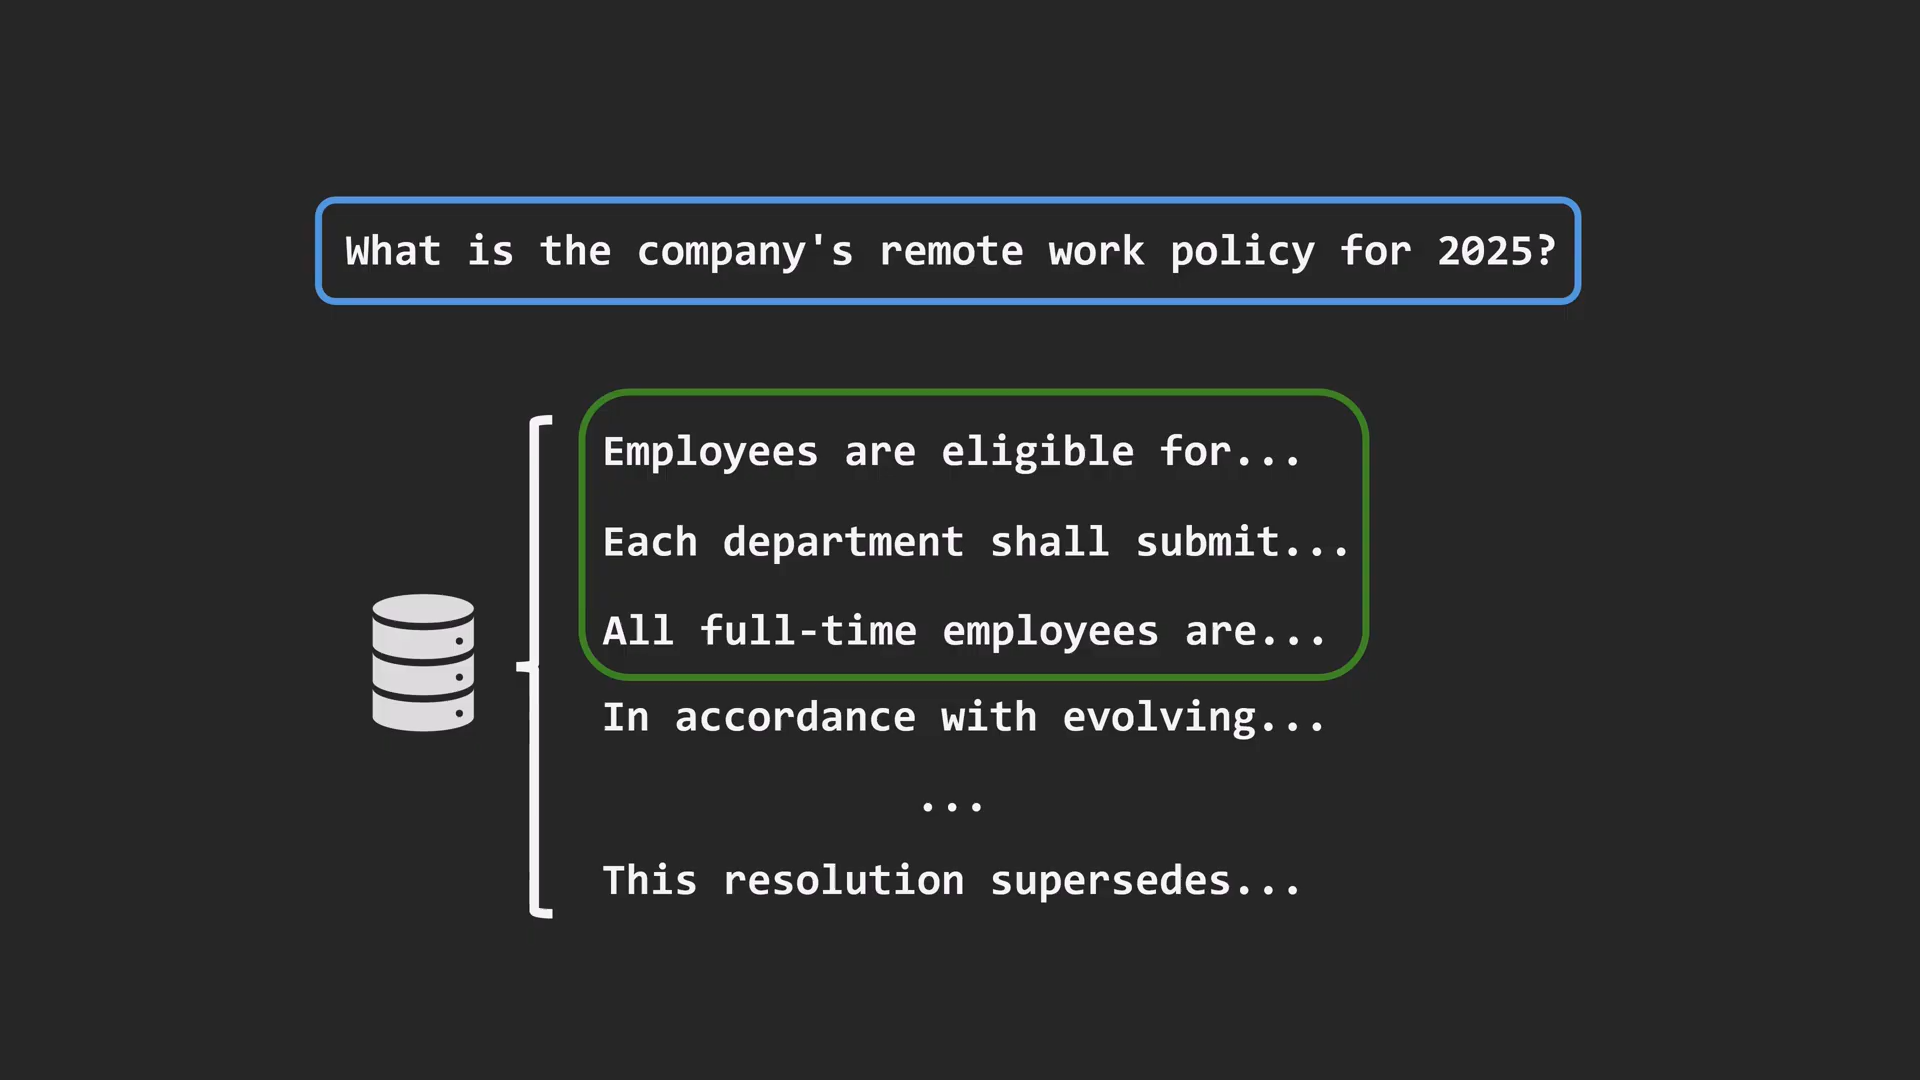 What is the company's remote work policy for 2025?
Employees are eligible for...
Each department shall submit...
All full-time employees are...
In accordance with evolving...
...
This resolution supersedes...